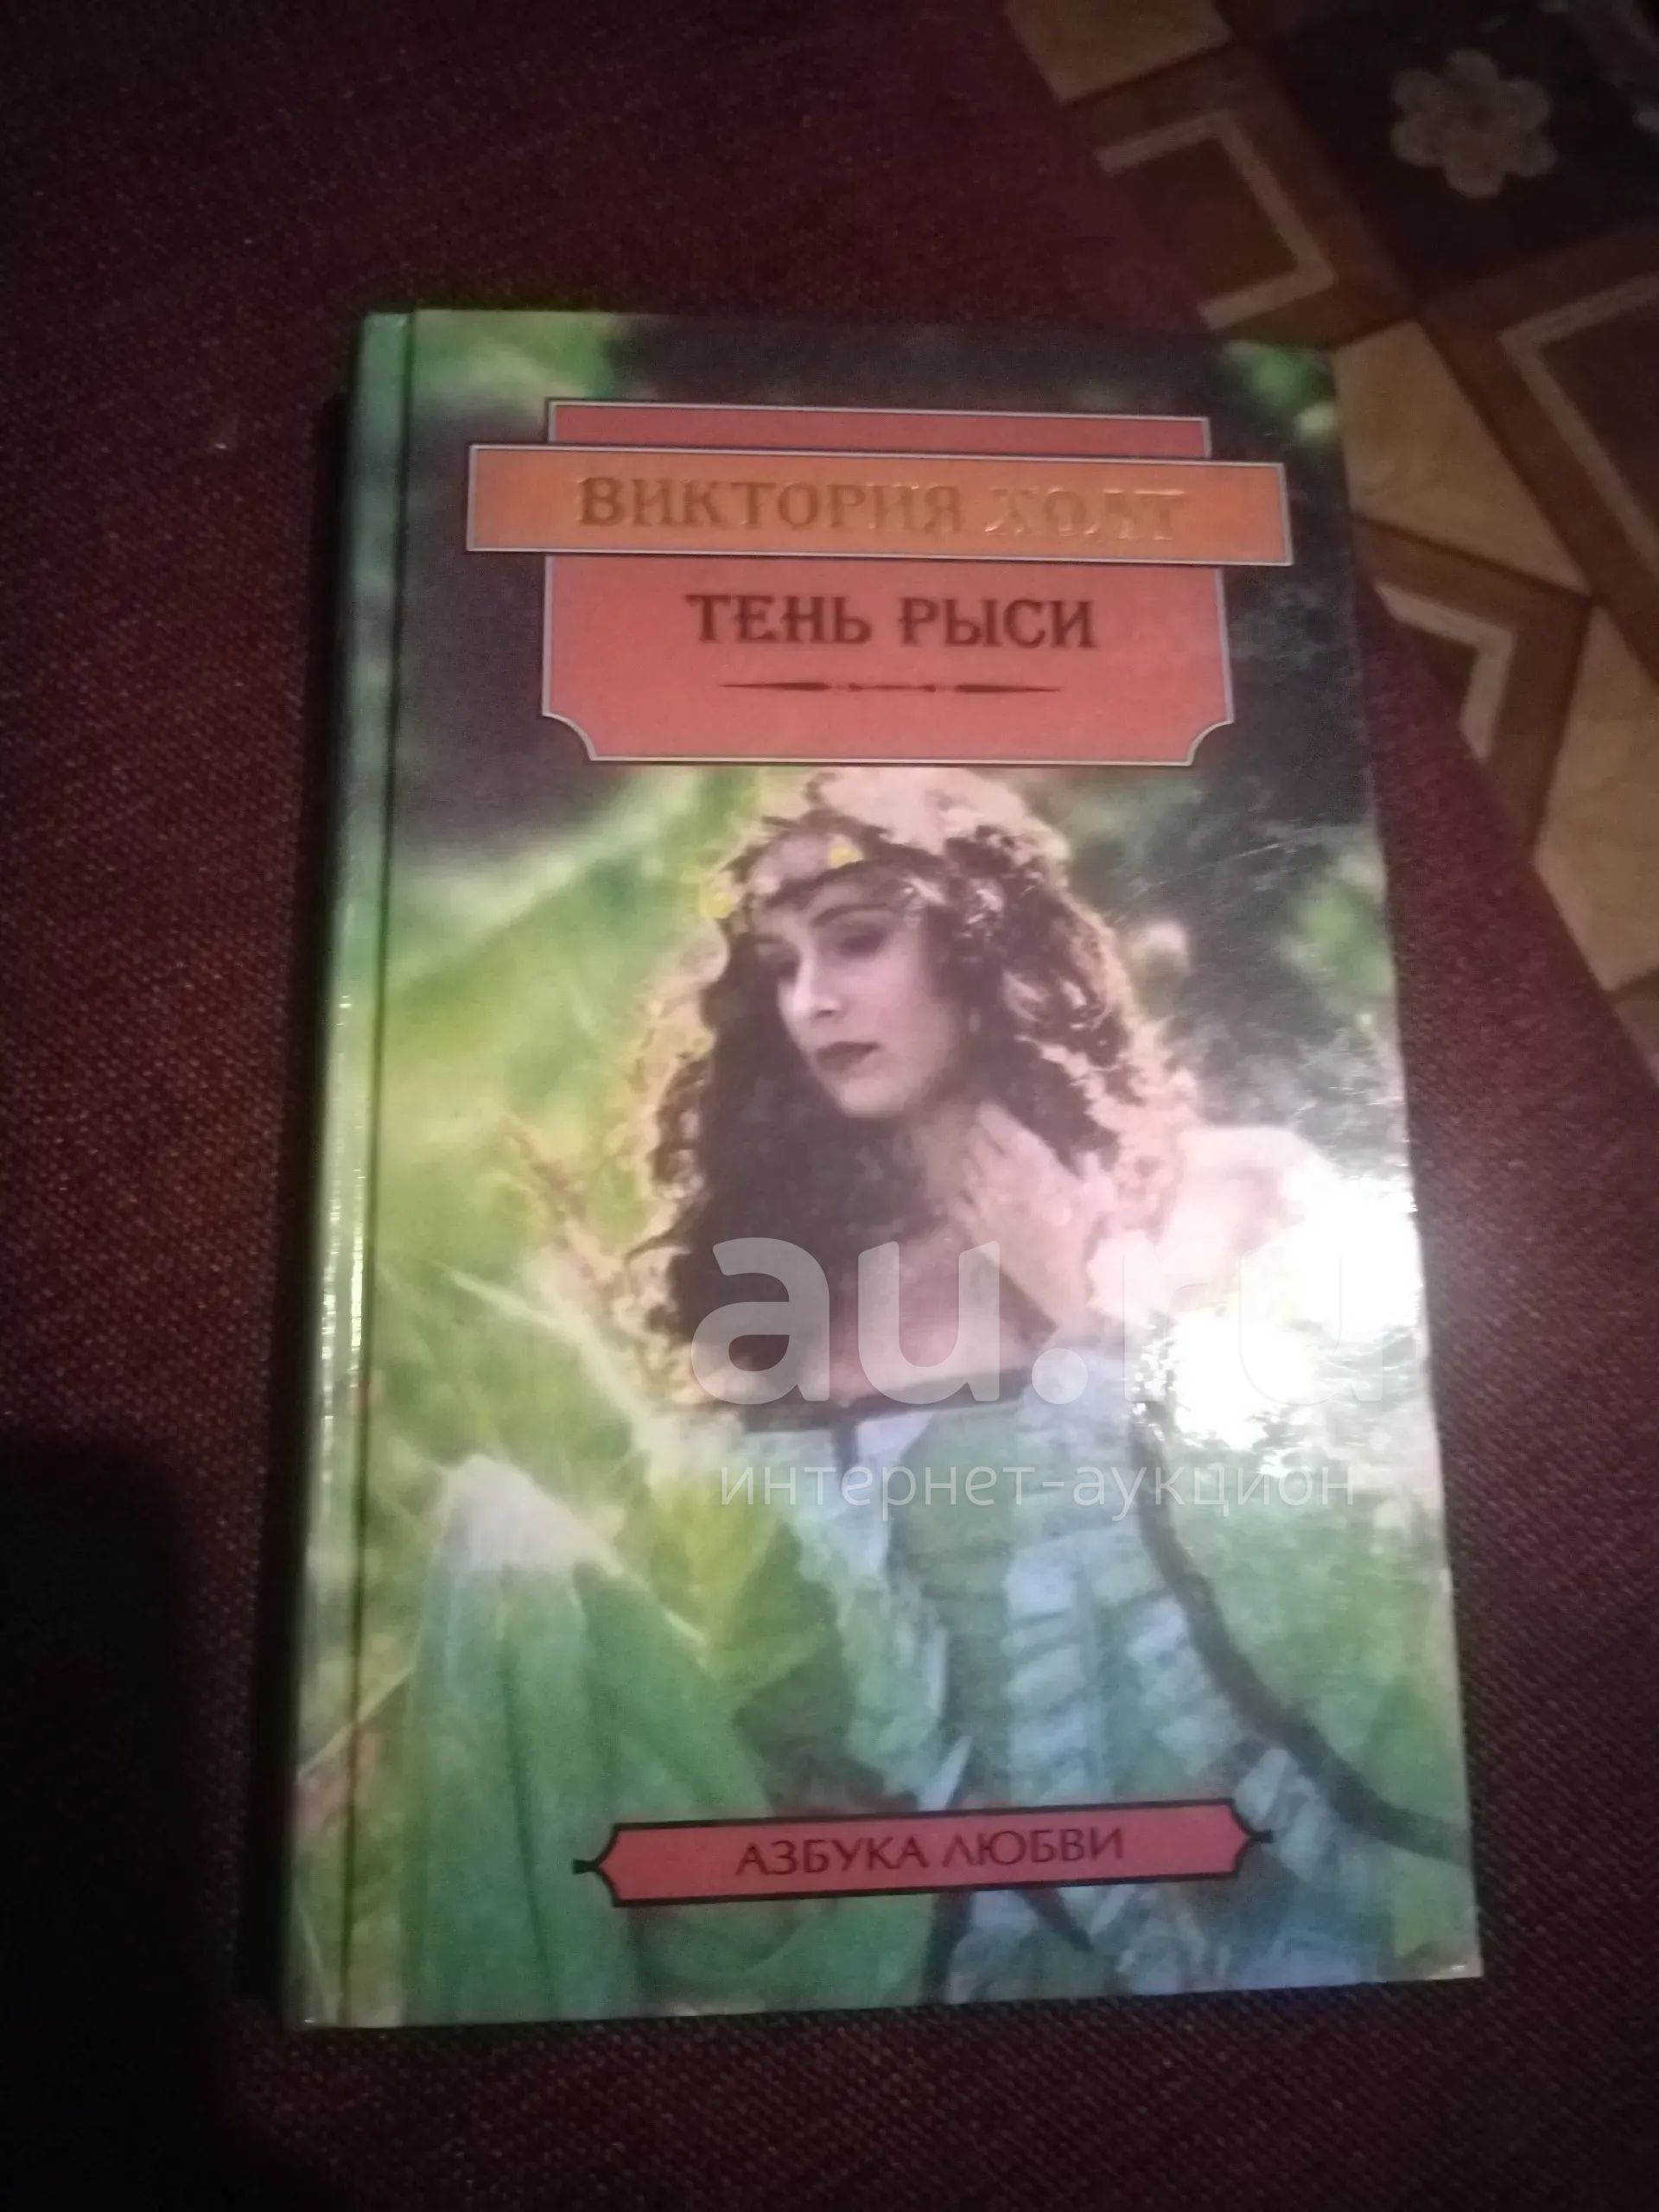 ВИКТОРИЯ ХОЛТ
ТЕНЬ РЫСИ
au.ru
интернет-аукцион
АЗБУКА ЛЮБВИ